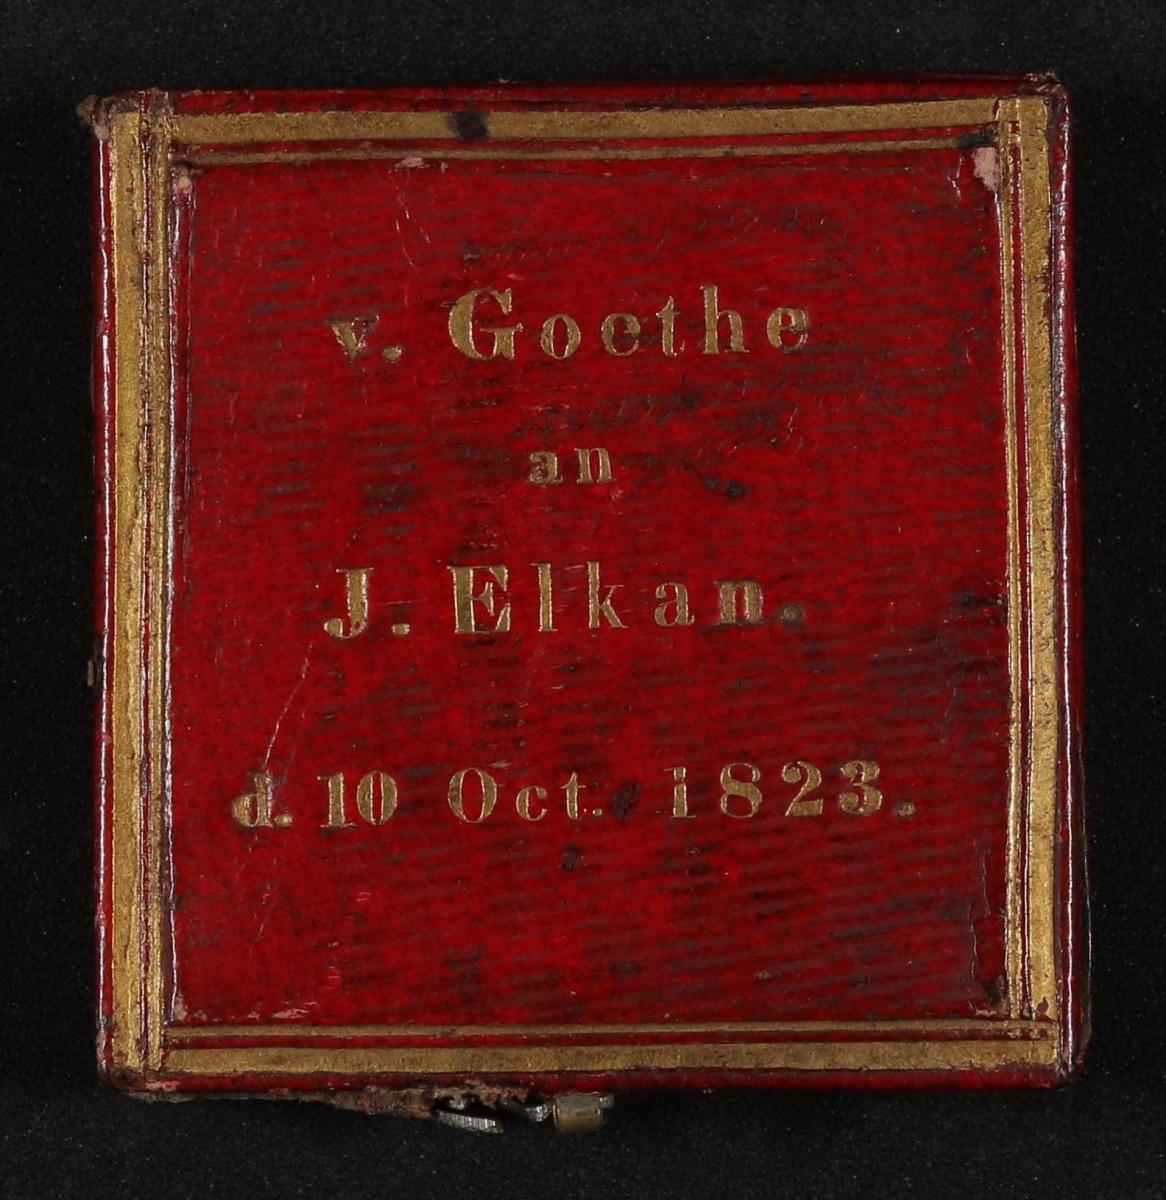 v. Goethe
an
J. Elkan.
d. 10 Oct. 1823.